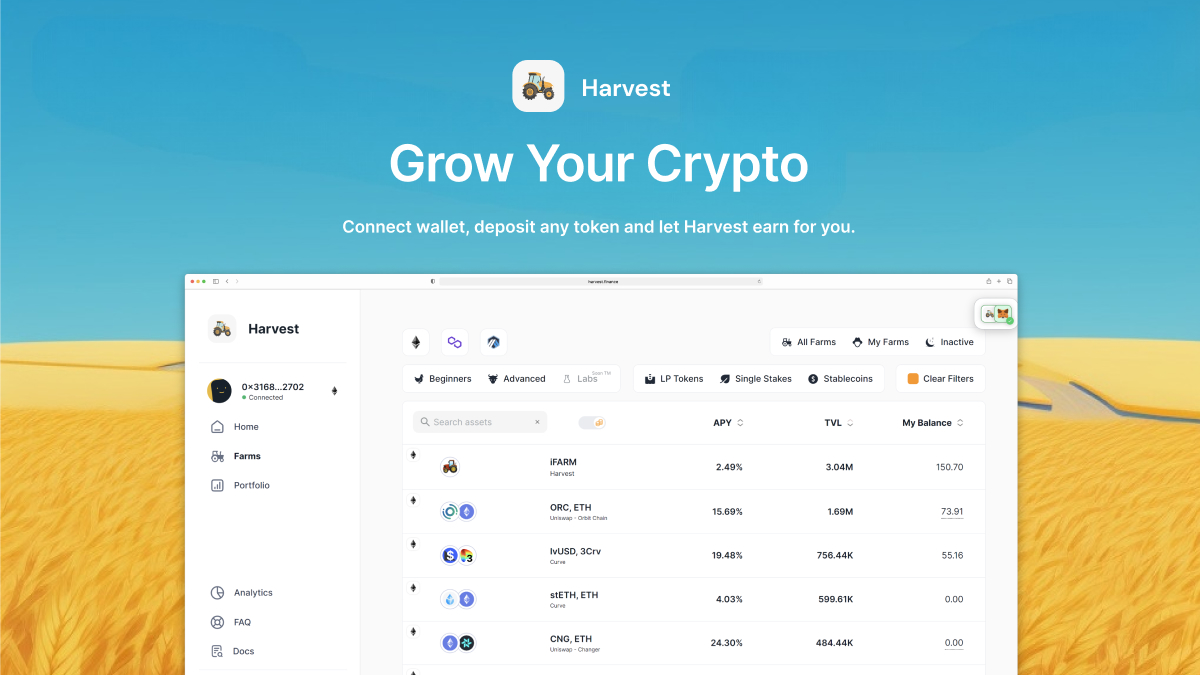 Harvest
Grow Your Crypto
Connect wallet, deposit any token and let Harvest earn for you.
harvest.finance
Harvest
All Farms
My Farms
Inactive
0x3168...2702
Connected
Beginners
Advanced
Labs
Soon TM
LP Tokens
Single Stakes
Stablecoins
Clear Filters
Home
Farms
Portfolio
Search assets
APY
TVL
My Balance
iFARM
Harvest
2.49%
3.04M
150.70
ORC, ETH
Uniswap - Orbit Chain
15.69%
1.69M
73.91
IvUSD, 3Crv
Curve
19.48%
756.44K
55.16
stETH, ETH
Curve
4.03%
599.61K
0.00
CNG, ETH
Uniswap - Changer
24.30%
484.44K
0.00
Analytics
FAQ
Docs